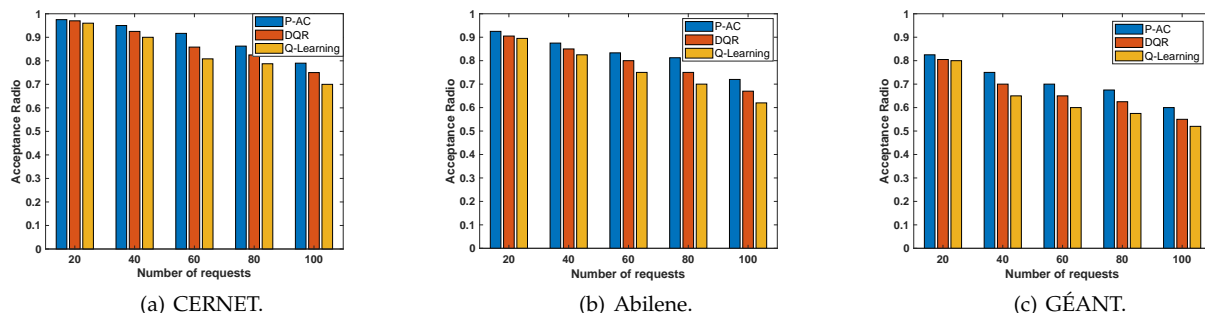 1
0.9
0.8
0.7
0.6
0.5
0.4
0.3
0.2
0.1
0
Acceptance Radio
20 40 60 80 100
Number of requests
P-AC
DQR
Q-Learning
(a) CERNET.
1
0.9
0.8
0.7
0.6
0.5
0.4
0.3
0.2
0.1
0
Acceptance Radio
20 40 60 80 100
Number of requests
P-AC
DQR
Q-Learning
(b) Abilene.
1
0.9
0.8
0.7
0.6
0.5
0.4
0.3
0.2
0.1
0
Acceptance Radio
20 40 60 80 100
Number of requests
P-AC
DQR
Q-Learning
(c) GÉANT.